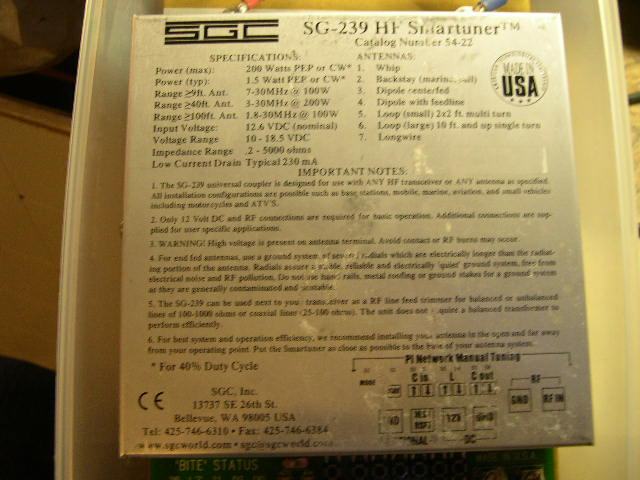 SGC
SG-239 HF Smartuner™
Catalog Number 54-22
SPECIFICATIONS:
Power (max): 200 Watts PEP or CW*
Power (typ): 1.5 Watt PEP or CW*
Range ≥9ft. Ant. 7-30MHz @ 100W
Range ≥40ft. Ant. 3-30MHz @ 200W
Range ≥100ft. Ant. 1.8-30MHz @ 100W
Input Voltage: 12.6 VDC (nominal)
Voltage Range 10 - 18.5 VDC
Impedance Range .2 - 5000 ohms
Low Current Drain Typical 230 mA
ANTENNAS:
1. Whip
2. Backstay (marine, sail)
3. Dipole centerfed
4. Dipole with feedline
5. Loop (small) 2x2 ft. multi turn
6. Loop (large) 10 ft. and up single turn
7. Longwire
MADE IN
USA
IMPORTANT NOTES:
1. The SG-239 universal coupler is designed for use with ANY HF transceiver or ANY antenna as specified.
All installation configurations are possible such as base stations, mobile, marine, aviation, and small vehicles
including motorcycles and ATV'S.
2. Only 12 Volt DC and RF connections are required for basic operation. Additional connections are sup-
plied for user specific applications.
3. WARNING! High voltage is present on antenna terminal. Avoid contact or RF burns may occur.
4. For end fed antennas, use a ground system of several radials which are electrically longer than the radiat-
ing portion of the antenna. Radials assure a stable, reliable and electrically 'quiet' ground system, free from
electrical noise and RF pollution. Do not use hand rails, metal roofing or ground stakes for a ground system
as they are generally contaminated and unstable.
5. The SG-239 can be used next to your transceiver as a RF line feed trimmer for balanced or unbalanced
lines of 100-1000 ohms or coaxial lines (25-100 ohms). The unit does not require a balanced transformer to
perform efficiently.
6. For best system and operation efficiency, we recommend installing your antenna in the open and far away
from your operating point. Put the Smartuner as close as possible to the base of your antenna system.
* For 40% Duty Cycle
CE
SGC, Inc.
13737 SE 26th St.
Bellevue, WA 98005 USA
Tel: 425-746-6310 • Fax: 425-746-6384
www.sgcworld.com • sgc@sgcworld.com
PI Network Manual Tuning
MODE
C in L C out
RF
GND RF IN
DC
'BITE' STATUS
MADE IN U.S.A.